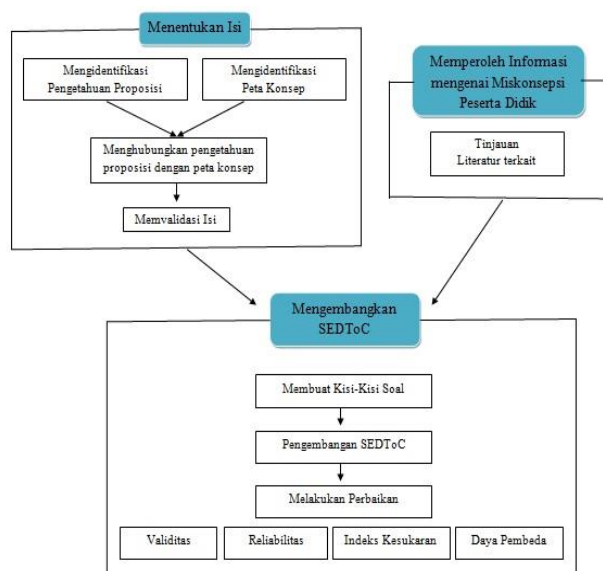 Menentukan Isi
Mengidentifikasi
Pengetahuan Proposisi
Mengidentifikasi
Peta Konsep
Menghubungkan pengetahuan
proposisi dengan peta konsep
Memvalidasi Isi
Memperoleh Informasi
mengenai Miskonsepsi
Peserta Didik
Tinjauan
Literatur terkait
Mengembangkan
SEDToC
Membuat Kisi-Kisi Soal
Pengembangan SEDToC
Melakukan Perbaikan
Validitas
Reliabilitas
Indeks Kesukaran
Daya Pembeda